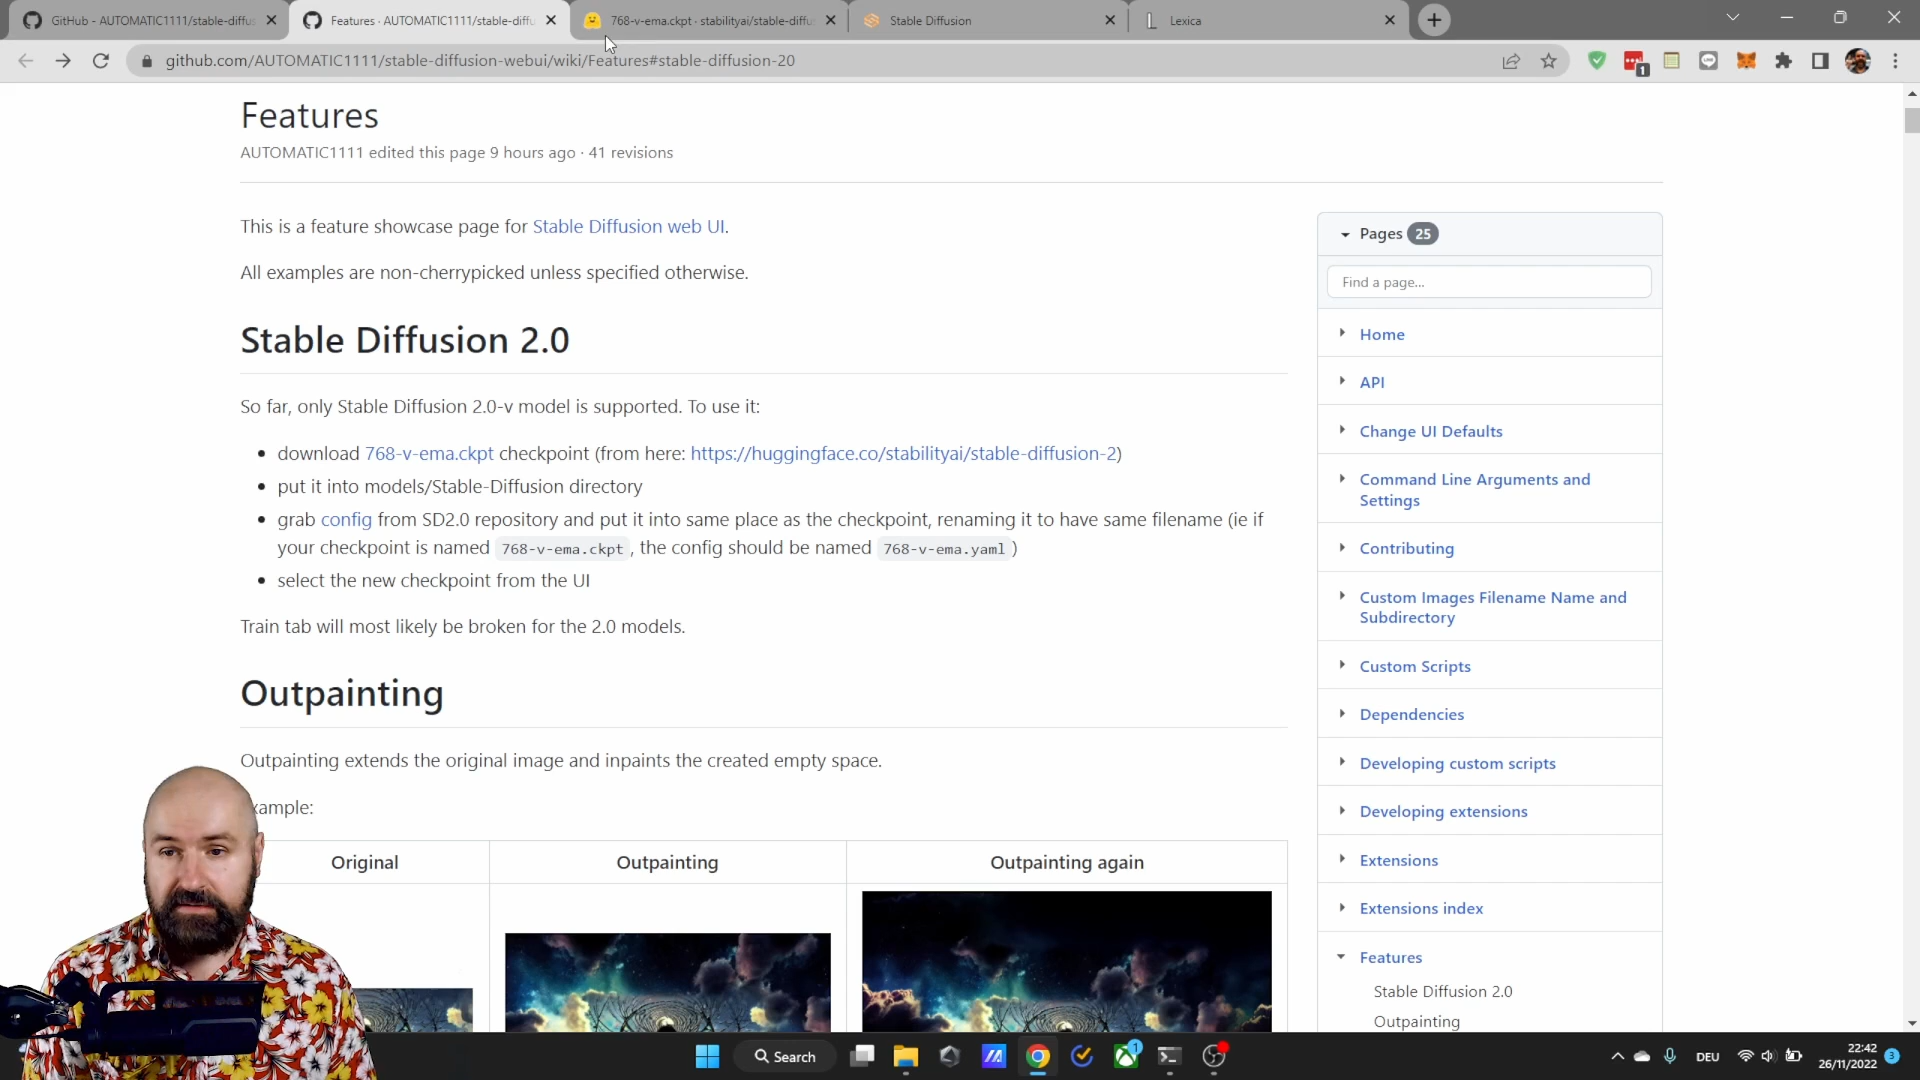 GitHub - AUTOMATIC1111/stable-diffus
Features · AUTOMATIC1111/stable-diffu
768-v-ema.ckpt · stabilityai/stable-diffu
Stable Diffusion
Lexica
github.com/AUTOMATIC1111/stable-diffusion-webui/wiki/Features#stable-diffusion-20
1
Features
AUTOMATIC1111 edited this page 9 hours ago · 41 revisions
This is a feature showcase page for Stable Diffusion web UI.
All examples are non-cherrypicked unless specified otherwise.
Stable Diffusion 2.0
So far, only Stable Diffusion 2.0-v model is supported. To use it:
• download 768-v-ema.ckpt checkpoint (from here: https://huggingface.co/stabilityai/stable-diffusion-2)
• put it into models/Stable-Diffusion directory
• grab config from SD2.0 repository and put it into same place as the checkpoint, renaming it to have same filename (ie if
your checkpoint is named 768-v-ema.ckpt , the config should be named 768-v-ema.yaml )
• select the new checkpoint from the UI
Train tab will most likely be broken for the 2.0 models.
Outpainting
Outpainting extends the original image and inpaints the created empty space.
xample:
Original
Outpainting
Outpainting again
Pages 25
Find a page...
Home
API
Change UI Defaults
Command Line Arguments and
Settings
Contributing
Custom Images Filename Name and
Subdirectory
Custom Scripts
Dependencies
Developing custom scripts
Developing extensions
Extensions
Extensions index
Features
Stable Diffusion 2.0
Outpainting
Search
1
DEU
22:42
26/11/2022
3